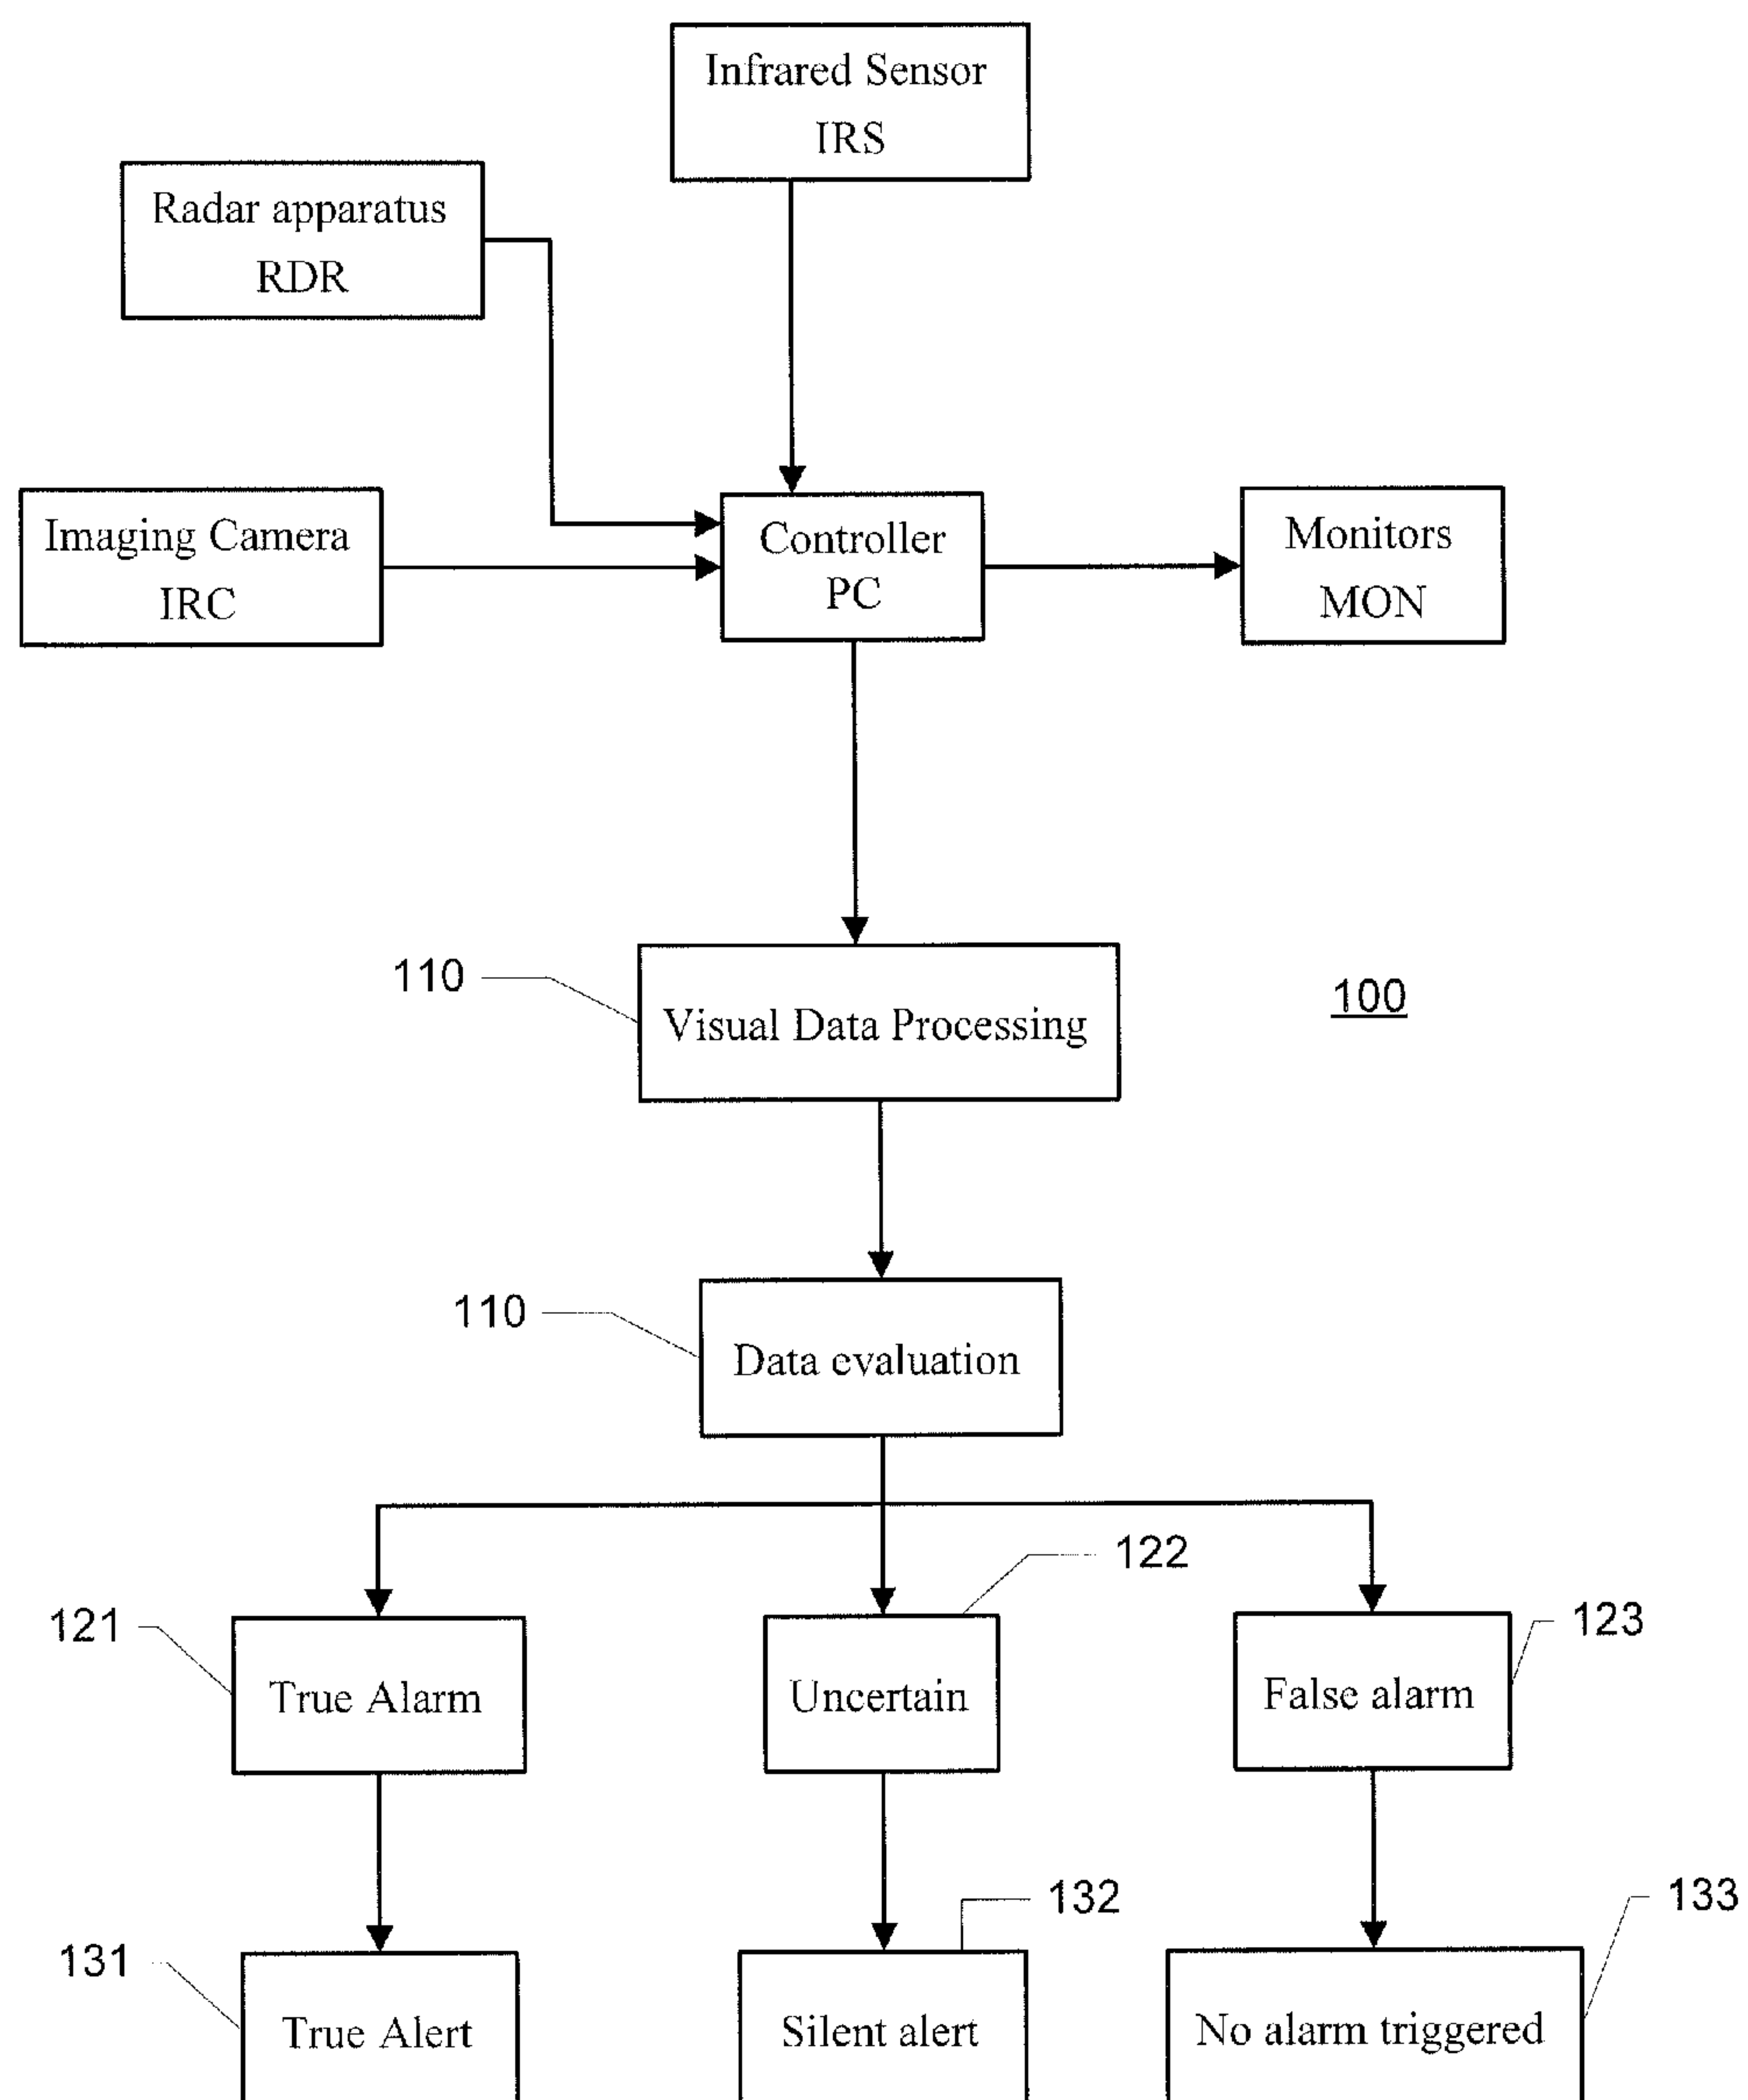 Infrared Sensor
IRS
Radar apparatus
RDR
Imaging Camera
IRC
Controller
PC
Monitors
MON
110
Visual Data Processing
100
110
Data evaluation
122
121
True Alarm
Uncertain
False alarm
123
131
True Alert
132
Silent alert
133
No alarm triggered